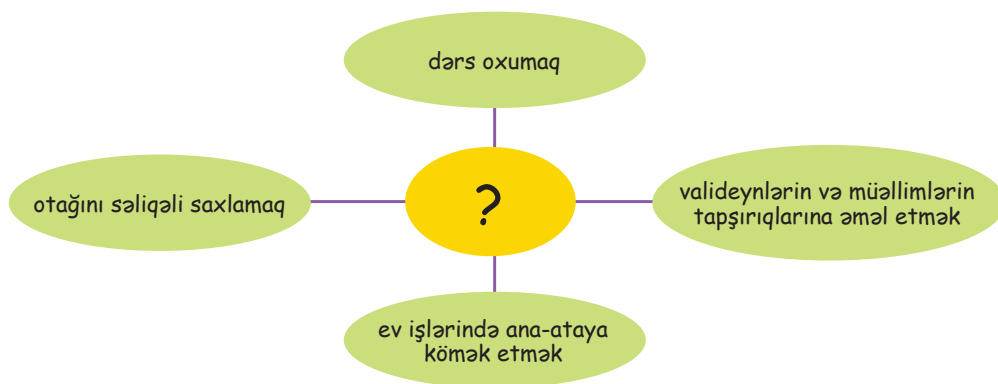 dərs oxumaq
otağını səliqəli saxlamaq
?
valideynlərin və müəllimlərin
tapşırıqlarına əməl etmək
ev işlərində ana-ataya
kömək etmək